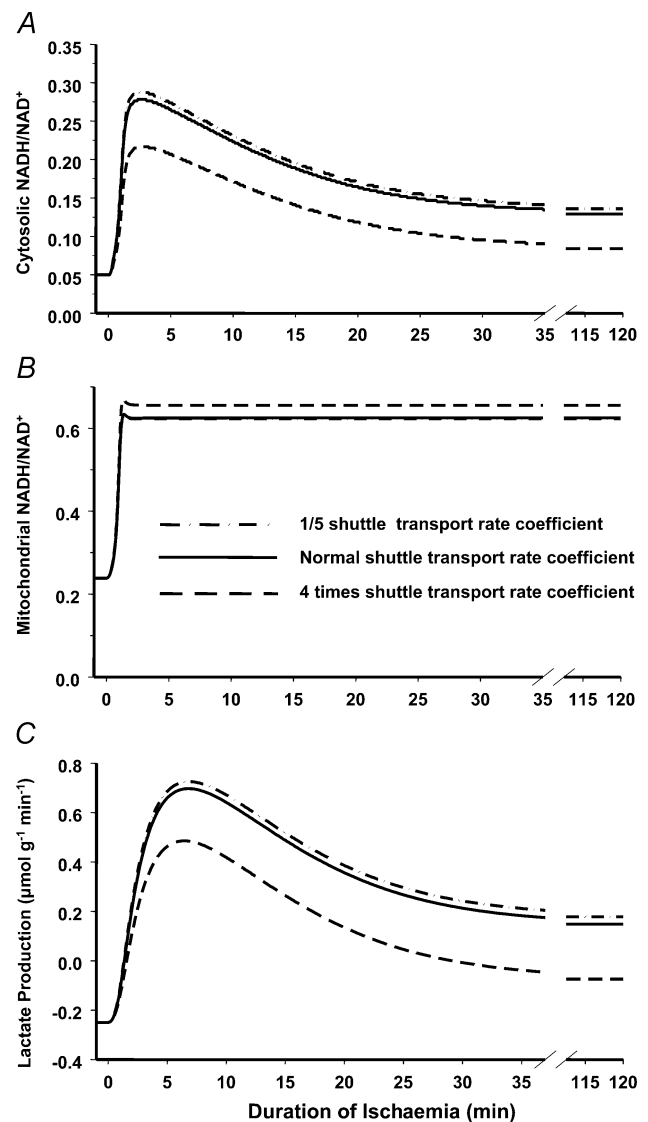 A
0.35
0.30
0.25
0.20
0.15
0.10
0.05
0.00
Cytosolic NADH/NAD⁺
0 5 10 15 20 25 30 35 115 120
B
0.6
0.4
0.2
0.0
Mitochondrial NADH/NAD⁺
1/5 shuttle transport rate coefficient
Normal shuttle transport rate coefficient
4 times shuttle transport rate coefficient
0 5 10 15 20 25 30 35 115 120
C
0.8
0.6
0.4
0.2
0.0
-0.2
-0.4
Lactate Production (µmol g⁻¹ min⁻¹)
0 5 10 15 20 25 30 35 115 120
Duration of Ischaemia (min)